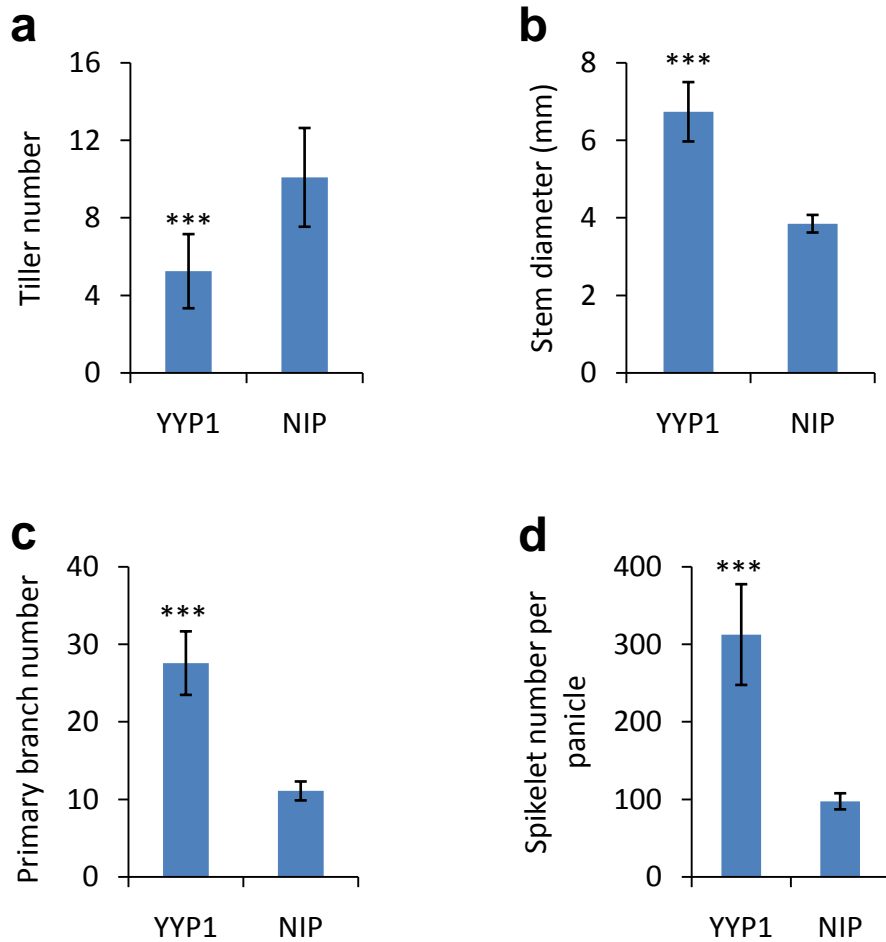 a
16
12
8
4
0
Tiller number
***
YYP1 NIP
b
8
6
4
2
0
Stem diameter (mm)
***
YYP1 NIP
c
40
30
20
10
0
Primary branch number
***
YYP1 NIP
d
400
300
200
100
0
Spikelet number per
panicle
***
YYP1 NIP